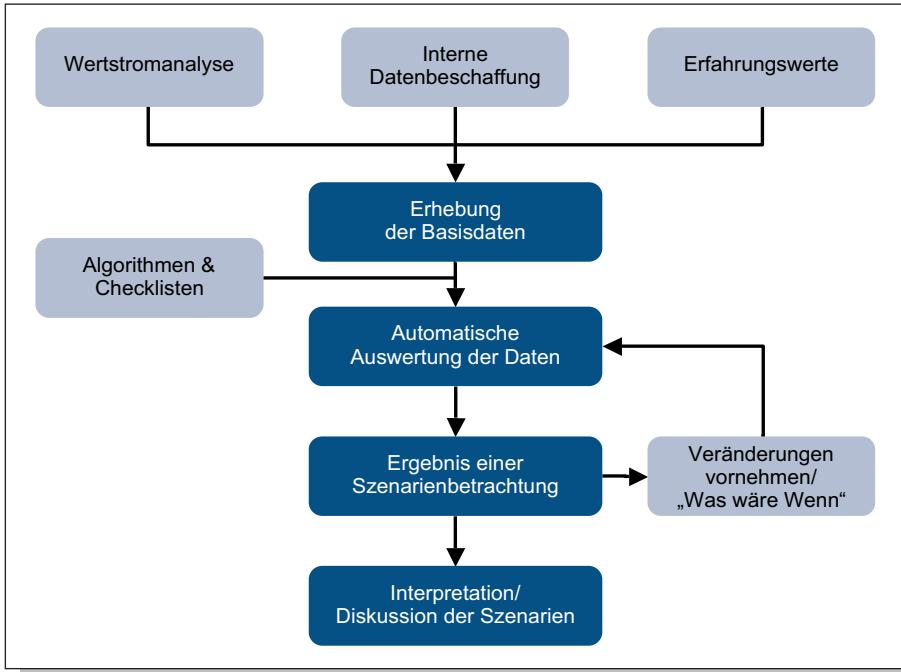 Wertstromanalyse
Interne
Datenbeschaffung
Erfahrungswerte
Erhebung
der Basisdaten
Algorithmen &
Checklisten
Automatische
Auswertung der Daten
Ergebnis einer
Szenarienbetrachtung
Veränderungen
vornehmen/
„Was wäre Wenn“
Interpretation/
Diskussion der Szenarien